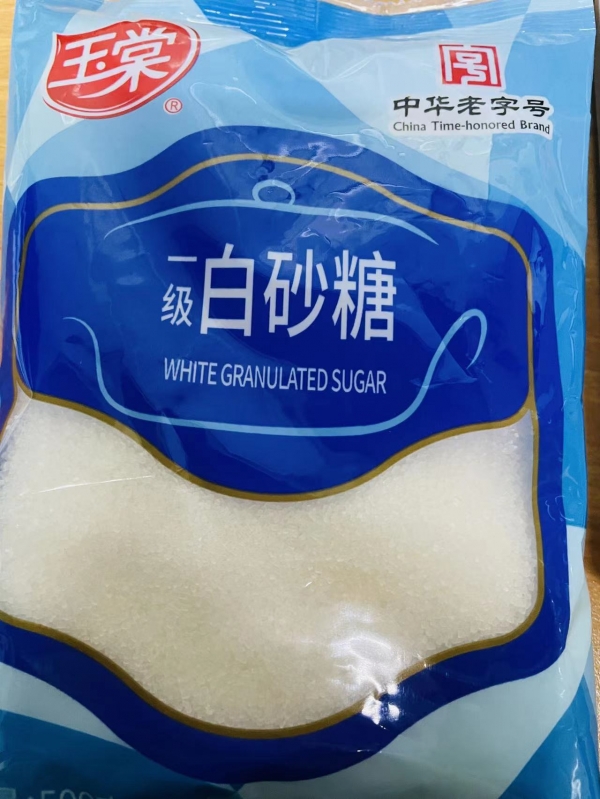 玉棠
®
中华老字号
China Time-honored Brand
一级白砂糖
WHITE GRANULATED SUGAR